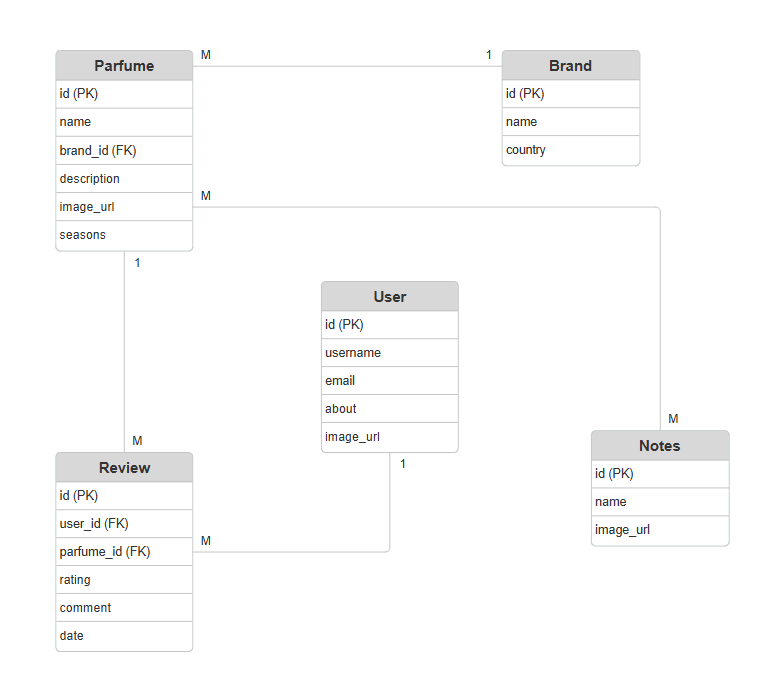 M
1
Parfume
id (PK)
name
brand_id (FK)
description
image_url
seasons
Brand
id (PK)
name
country
M
1
User
id (PK)
username
email
about
image_url
M
M
1
Review
id (PK)
user_id (FK)
parfume_id (FK)
rating
comment
date
M
Notes
id (PK)
name
image_url